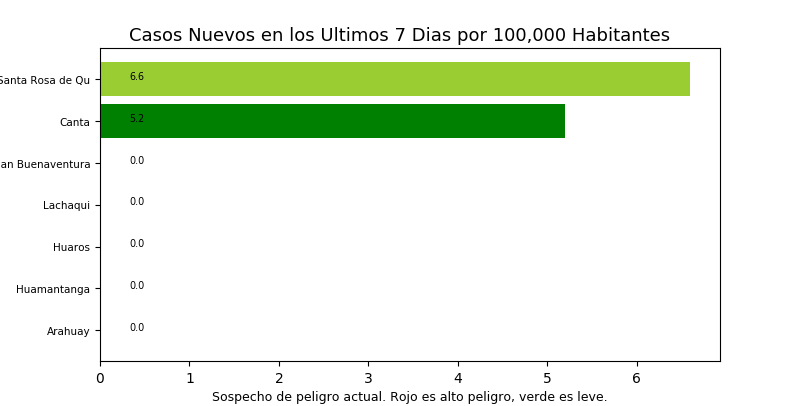 Casos Nuevos en los Ultimos 7 Dias por 100,000 Habitantes
Santa Rosa de Qu 6.6
Canta 5.2
an Buenaventura 0.0
Lachaqui 0.0
Huaros 0.0
Huamantanga 0.0
Arahuay 0.0
0 1 2 3 4 5 6
Sospecho de peligro actual. Rojo es alto peligro, verde es leve.